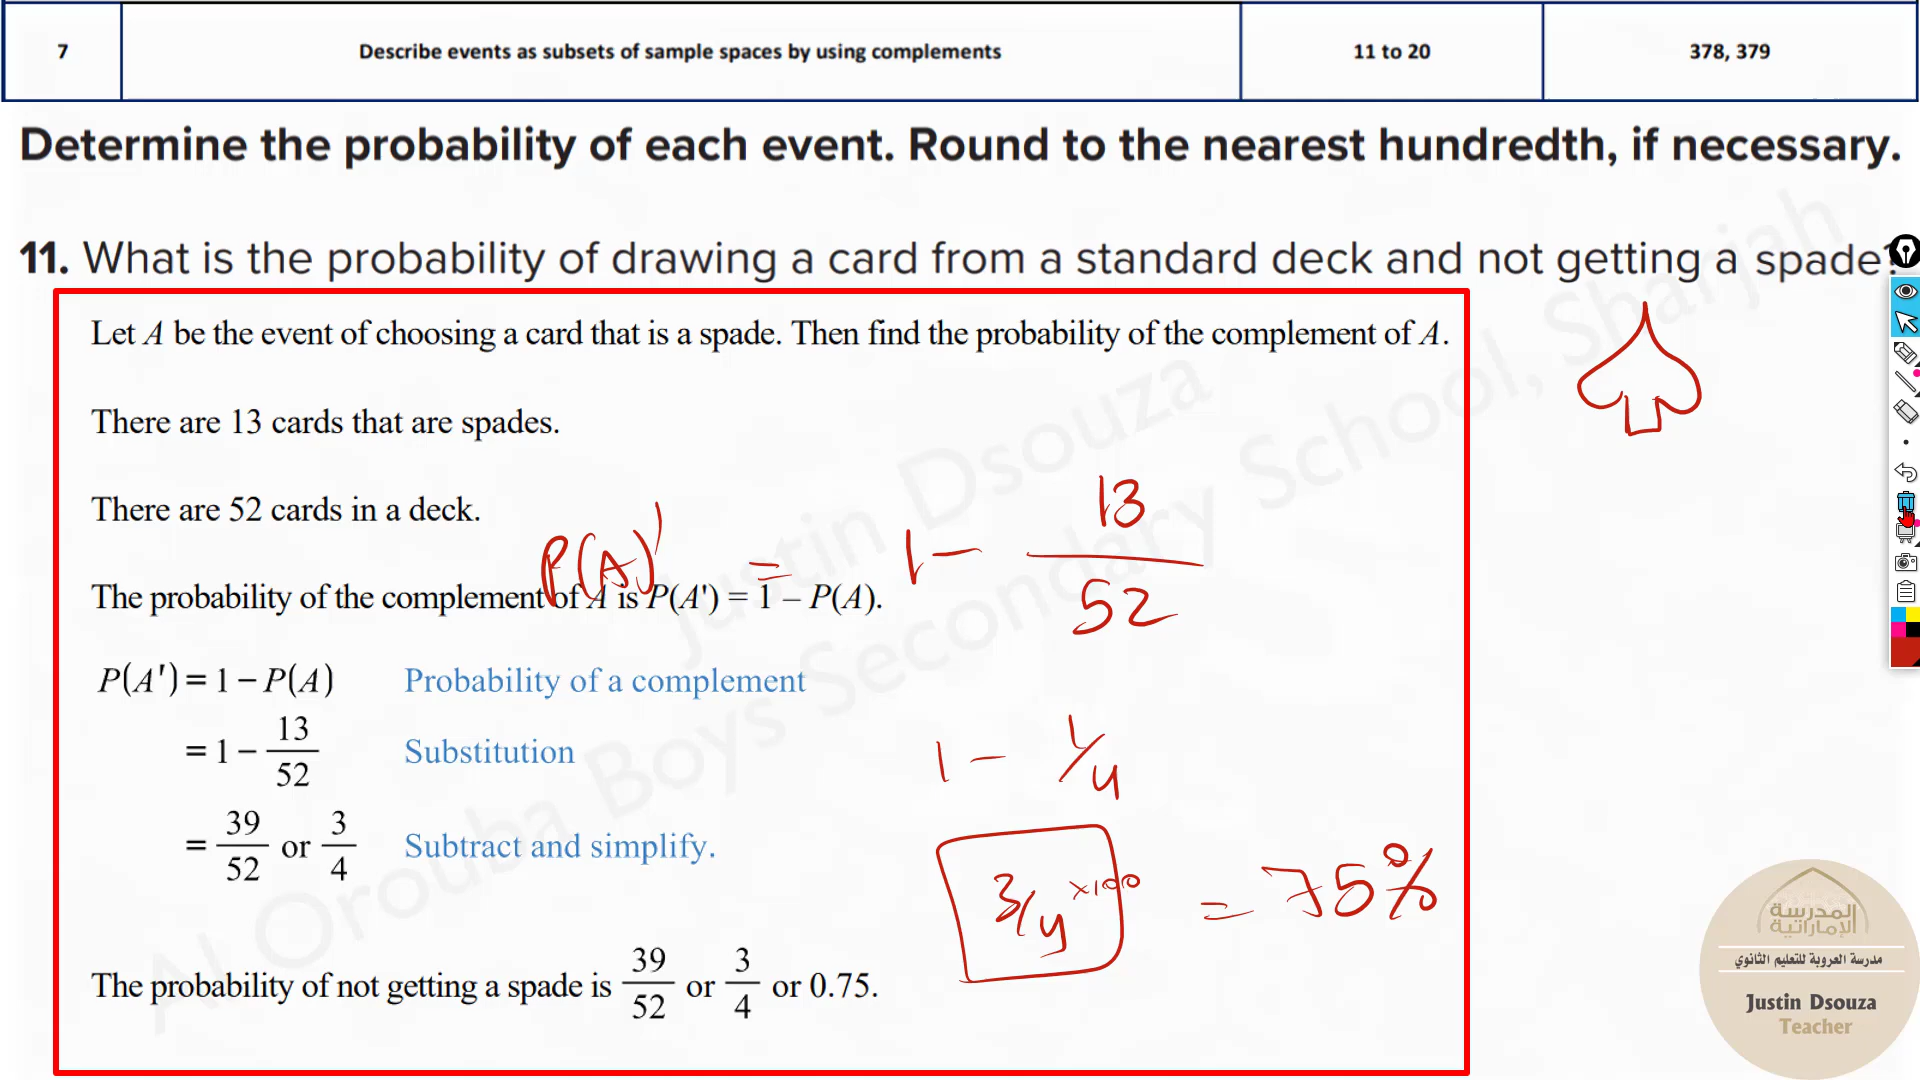 7 Describe events as subsets of sample spaces by using complements 11 to 20 378, 379
Determine the probability of each event. Round to the nearest hundredth, if necessary.
11. What is the probability of drawing a card from a standard deck and not getting a spade?
Let A be the event of choosing a card that is a spade. Then find the probability of the complement of A.
There are 13 cards that are spades.
There are 52 cards in a deck.
P(A)' = 1 - 13/52
The probability of the complement of A is P(A') = 1 – P(A).
P(A') = 1 − P(A) Probability of a complement
= 1 − 13/52 Substitution
1 - 1/4
= 39/52 or 3/4 Subtract and simplify.
3/4 ×100 = 75%
The probability of not getting a spade is 39/52 or 3/4 or 0.75.
Justin Dsouza
Al Orouba Boys Secondary School, Sharjah
المدرسة
الإماراتية
مدرسة العروبة للتعليم الثانوي
Justin Dsouza
Teacher